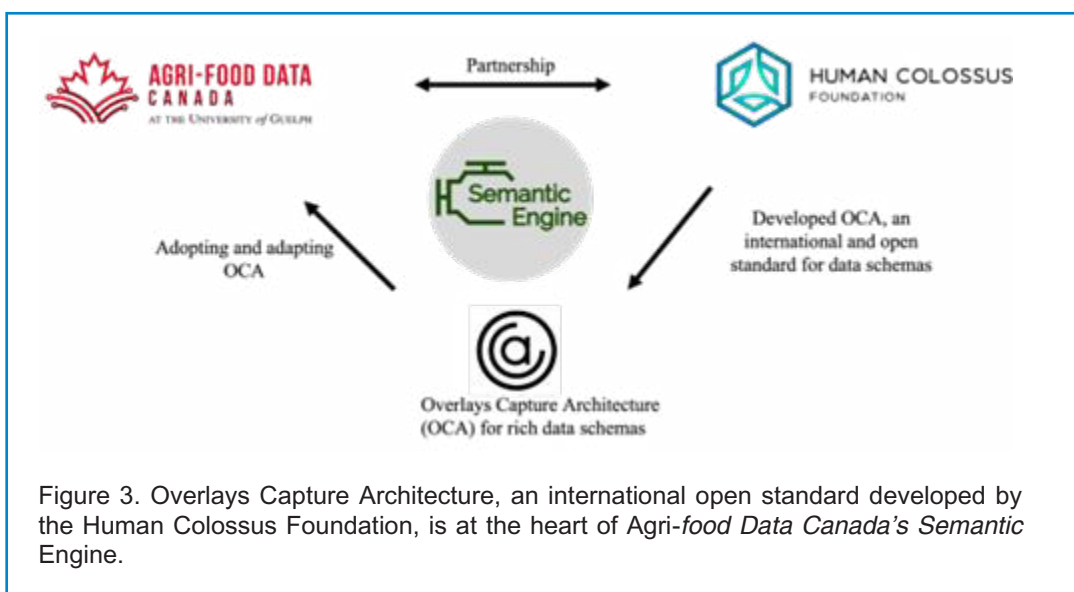 AGRI-FOOD DATA
CANADA
AT THE UNIVERSITY of GUELPH
Partnership
HUMAN COLOSSUS
FOUNDATION
Semantic
Engine
Adopting and adapting
OCA
Developed OCA, an
international and open
standard for data schemas
Overlays Capture Architecture
(OCA) for rich data schemas
Figure 3. Overlays Capture Architecture, an international open standard developed by
the Human Colossus Foundation, is at the heart of Agri-food Data Canada's Semantic
Engine.